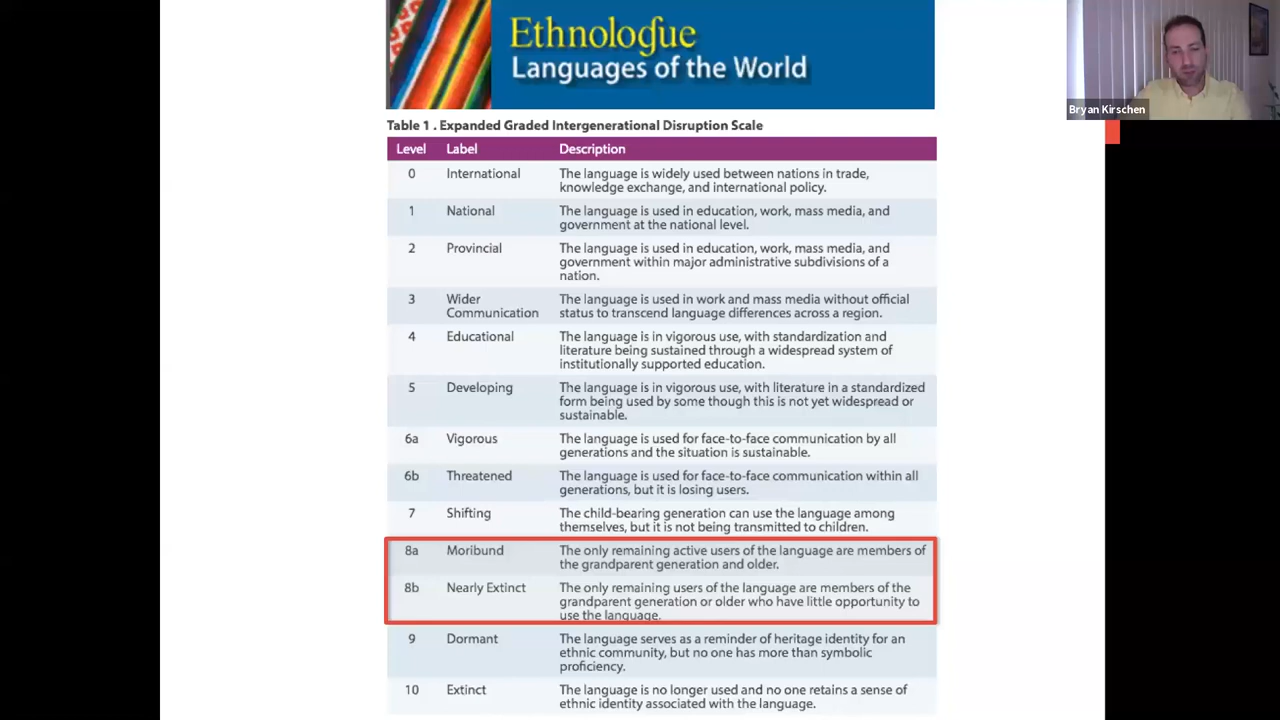 Ethnologue
Languages of the World
Bryan Kirschen
Table 1 . Expanded Graded Intergenerational Disruption Scale
Level Label Description
0 International The language is widely used between nations in trade,
knowledge exchange, and international policy.
1 National The language is used in education, work, mass media, and
government at the national level.
2 Provincial The language is used in education, work, mass media, and
government within major administrative subdivisions of a
nation.
3 Wider The language is used in work and mass media without official
Communication status to transcend language differences across a region.
4 Educational The language is in vigorous use, with standardization and
literature being sustained through a widespread system of
institutionally supported education.
5 Developing The language is in vigorous use, with literature in a standardized
form being used by some though this is not yet widespread or
sustainable.
6a Vigorous The language is used for face-to-face communication by all
generations and the situation is sustainable.
6b Threatened The language is used for face-to-face communication within all
generations, but it is losing users.
7 Shifting The child-bearing generation can use the language among
themselves, but it is not being transmitted to children.
8a Moribund The only remaining active users of the language are members of
the grandparent generation and older.
8b Nearly Extinct The only remaining users of the language are members of the
grandparent generation or older who have little opportunity to
use the language.
9 Dormant The language serves as a reminder of heritage identity for an
ethnic community, but no one has more than symbolic
proficiency.
10 Extinct The language is no longer used and no one retains a sense of
ethnic identity associated with the language.